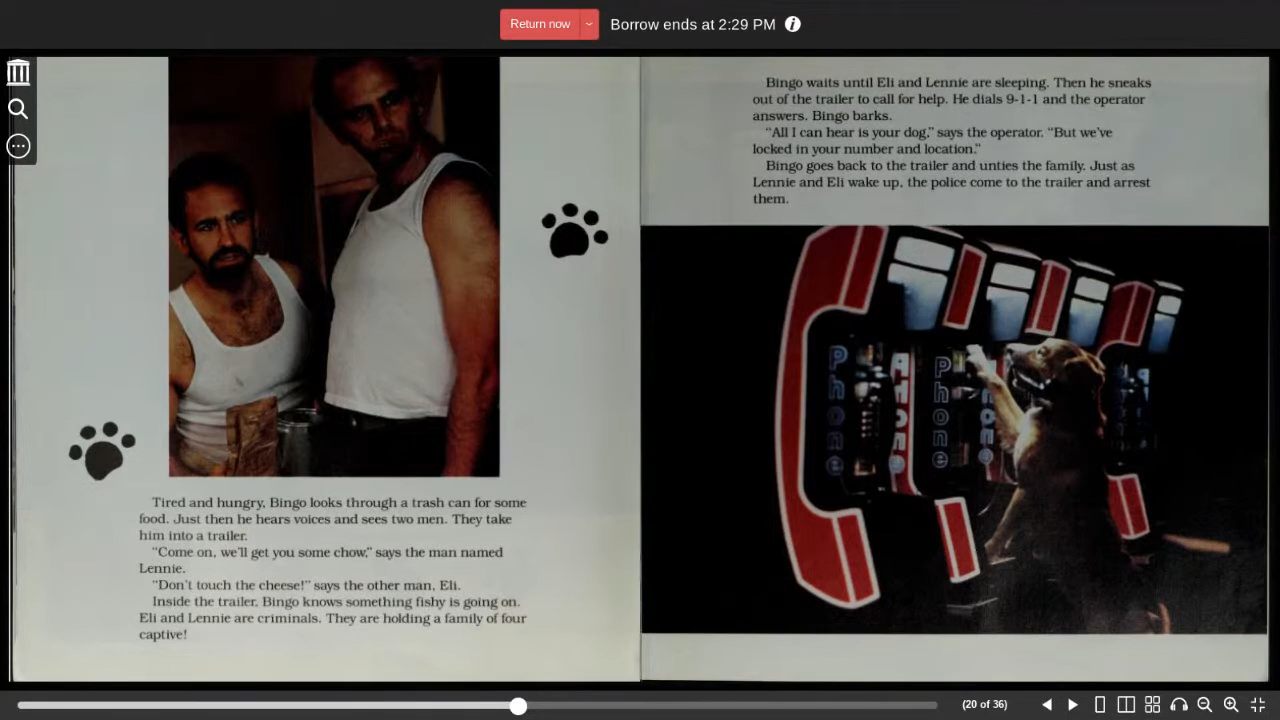 Return now
Borrow ends at 2:29 PM
Tired and hungry, Bingo looks through a trash can for some
food. Just then he hears voices and sees two men. They take
him into a trailer.
"Come on, we'll get you some chow," says the man named
Lennie.
"Don't touch the cheese!" says the other man, Eli.
Inside the trailer, Bingo knows something fishy is going on.
Eli and Lennie are criminals. They are holding a family of four
captive!
Bingo waits until Eli and Lennie are sleeping. Then he sneaks
out of the trailer to call for help. He dials 9-1-1 and the operator
answers. Bingo barks.
"All I can hear is your dog," says the operator. "But we've
locked in your number and location."
Bingo goes back to the trailer and unties the family. Just as
Lennie and Eli wake up, the police come to the trailer and arrest
them.
Phone
Phone
Phone
Phone
(20 of 36)